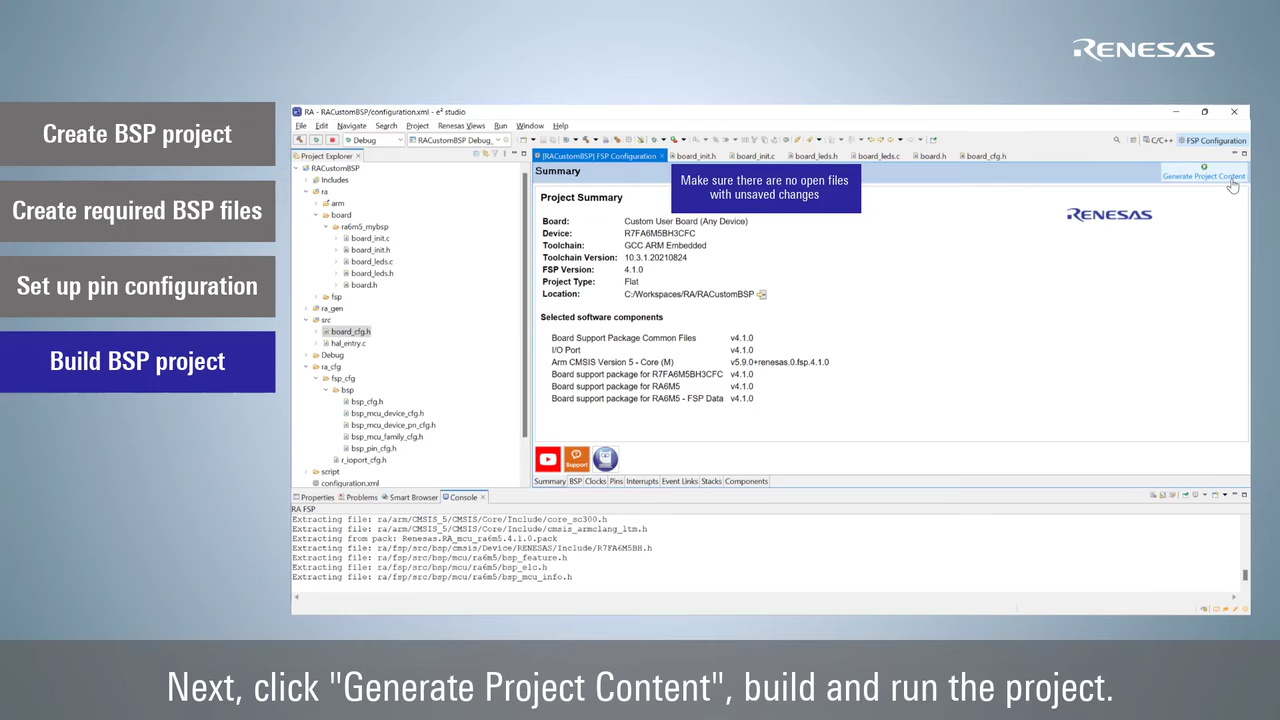 RENESAS
Create BSP project
Create required BSP files
Set up pin configuration
Build BSP project
RA - RACustomBSP/configuration.xml - e² studio
File Edit Navigate Search Project Renesas Views Run Window Help
Debug RACustomBSP Debug_ C/C++ FSP Configuration
Project Explorer
RACustomBSP
Includes
ra
arm
board
ra6m5_mybsp
board_init.c
board_init.h
board_leds.c
board_leds.h
board.h
fsp
ra_gen
src
board_cfg.h
hal_entry.c
Debug
ra_cfg
fsp_cfg
bsp
bsp_cfg.h
bsp_mcu_device_cfg.h
bsp_mcu_device_pn_cfg.h
bsp_mcu_family_cfg.h
bsp_pin_cfg.h
r_ioport_cfg.h
script
configuration.xml
[RACustomBSP] FSP Configuration board_init.h board_init.c board_leds.h board_leds.c board.h board_cfg.h
Summary
Generate Project Content
Make sure there are no open files
with unsaved changes
Project Summary
RENESAS
Board: Custom User Board (Any Device)
Device: R7FA6M5BH3CFC
Toolchain: GCC ARM Embedded
Toolchain Version: 10.3.1.20210824
FSP Version: 4.1.0
Project Type: Flat
Location: C:/Workspaces/RA/RACustomBSP
Selected software components
Board Support Package Common Files v4.1.0
I/O Port v4.1.0
Arm CMSIS Version 5 - Core (M) v5.9.0+renesas.0.fsp.4.1.0
Board support package for R7FA6M5BH3CFC v4.1.0
Board support package for RA6M5 v4.1.0
Board support package for RA6M5 - FSP Data v4.1.0
Support
Summary BSP Clocks Pins Interrupts Event Links Stacks Components
Properties Problems Smart Browser Console
RA FSP
Extracting file: ra/arm/CMSIS_5/CMSIS/Core/Include/core_sc300.h
Extracting file: ra/arm/CMSIS_5/CMSIS/Core/Include/cmsis_armclang_ltm.h
Extracting from pack: Renesas.RA_mcu_ra6m5.4.1.0.pack
Extracting file: ra/fsp/src/bsp/cmsis/Device/RENESAS/Include/R7FA6M5BH.h
Extracting file: ra/fsp/src/bsp/mcu/ra6m5/bsp_feature.h
Extracting file: ra/fsp/src/bsp/mcu/ra6m5/bsp_elc.h
Extracting file: ra/fsp/src/bsp/mcu/ra6m5/bsp_mcu_info.h
Next, click "Generate Project Content", build and run the project.